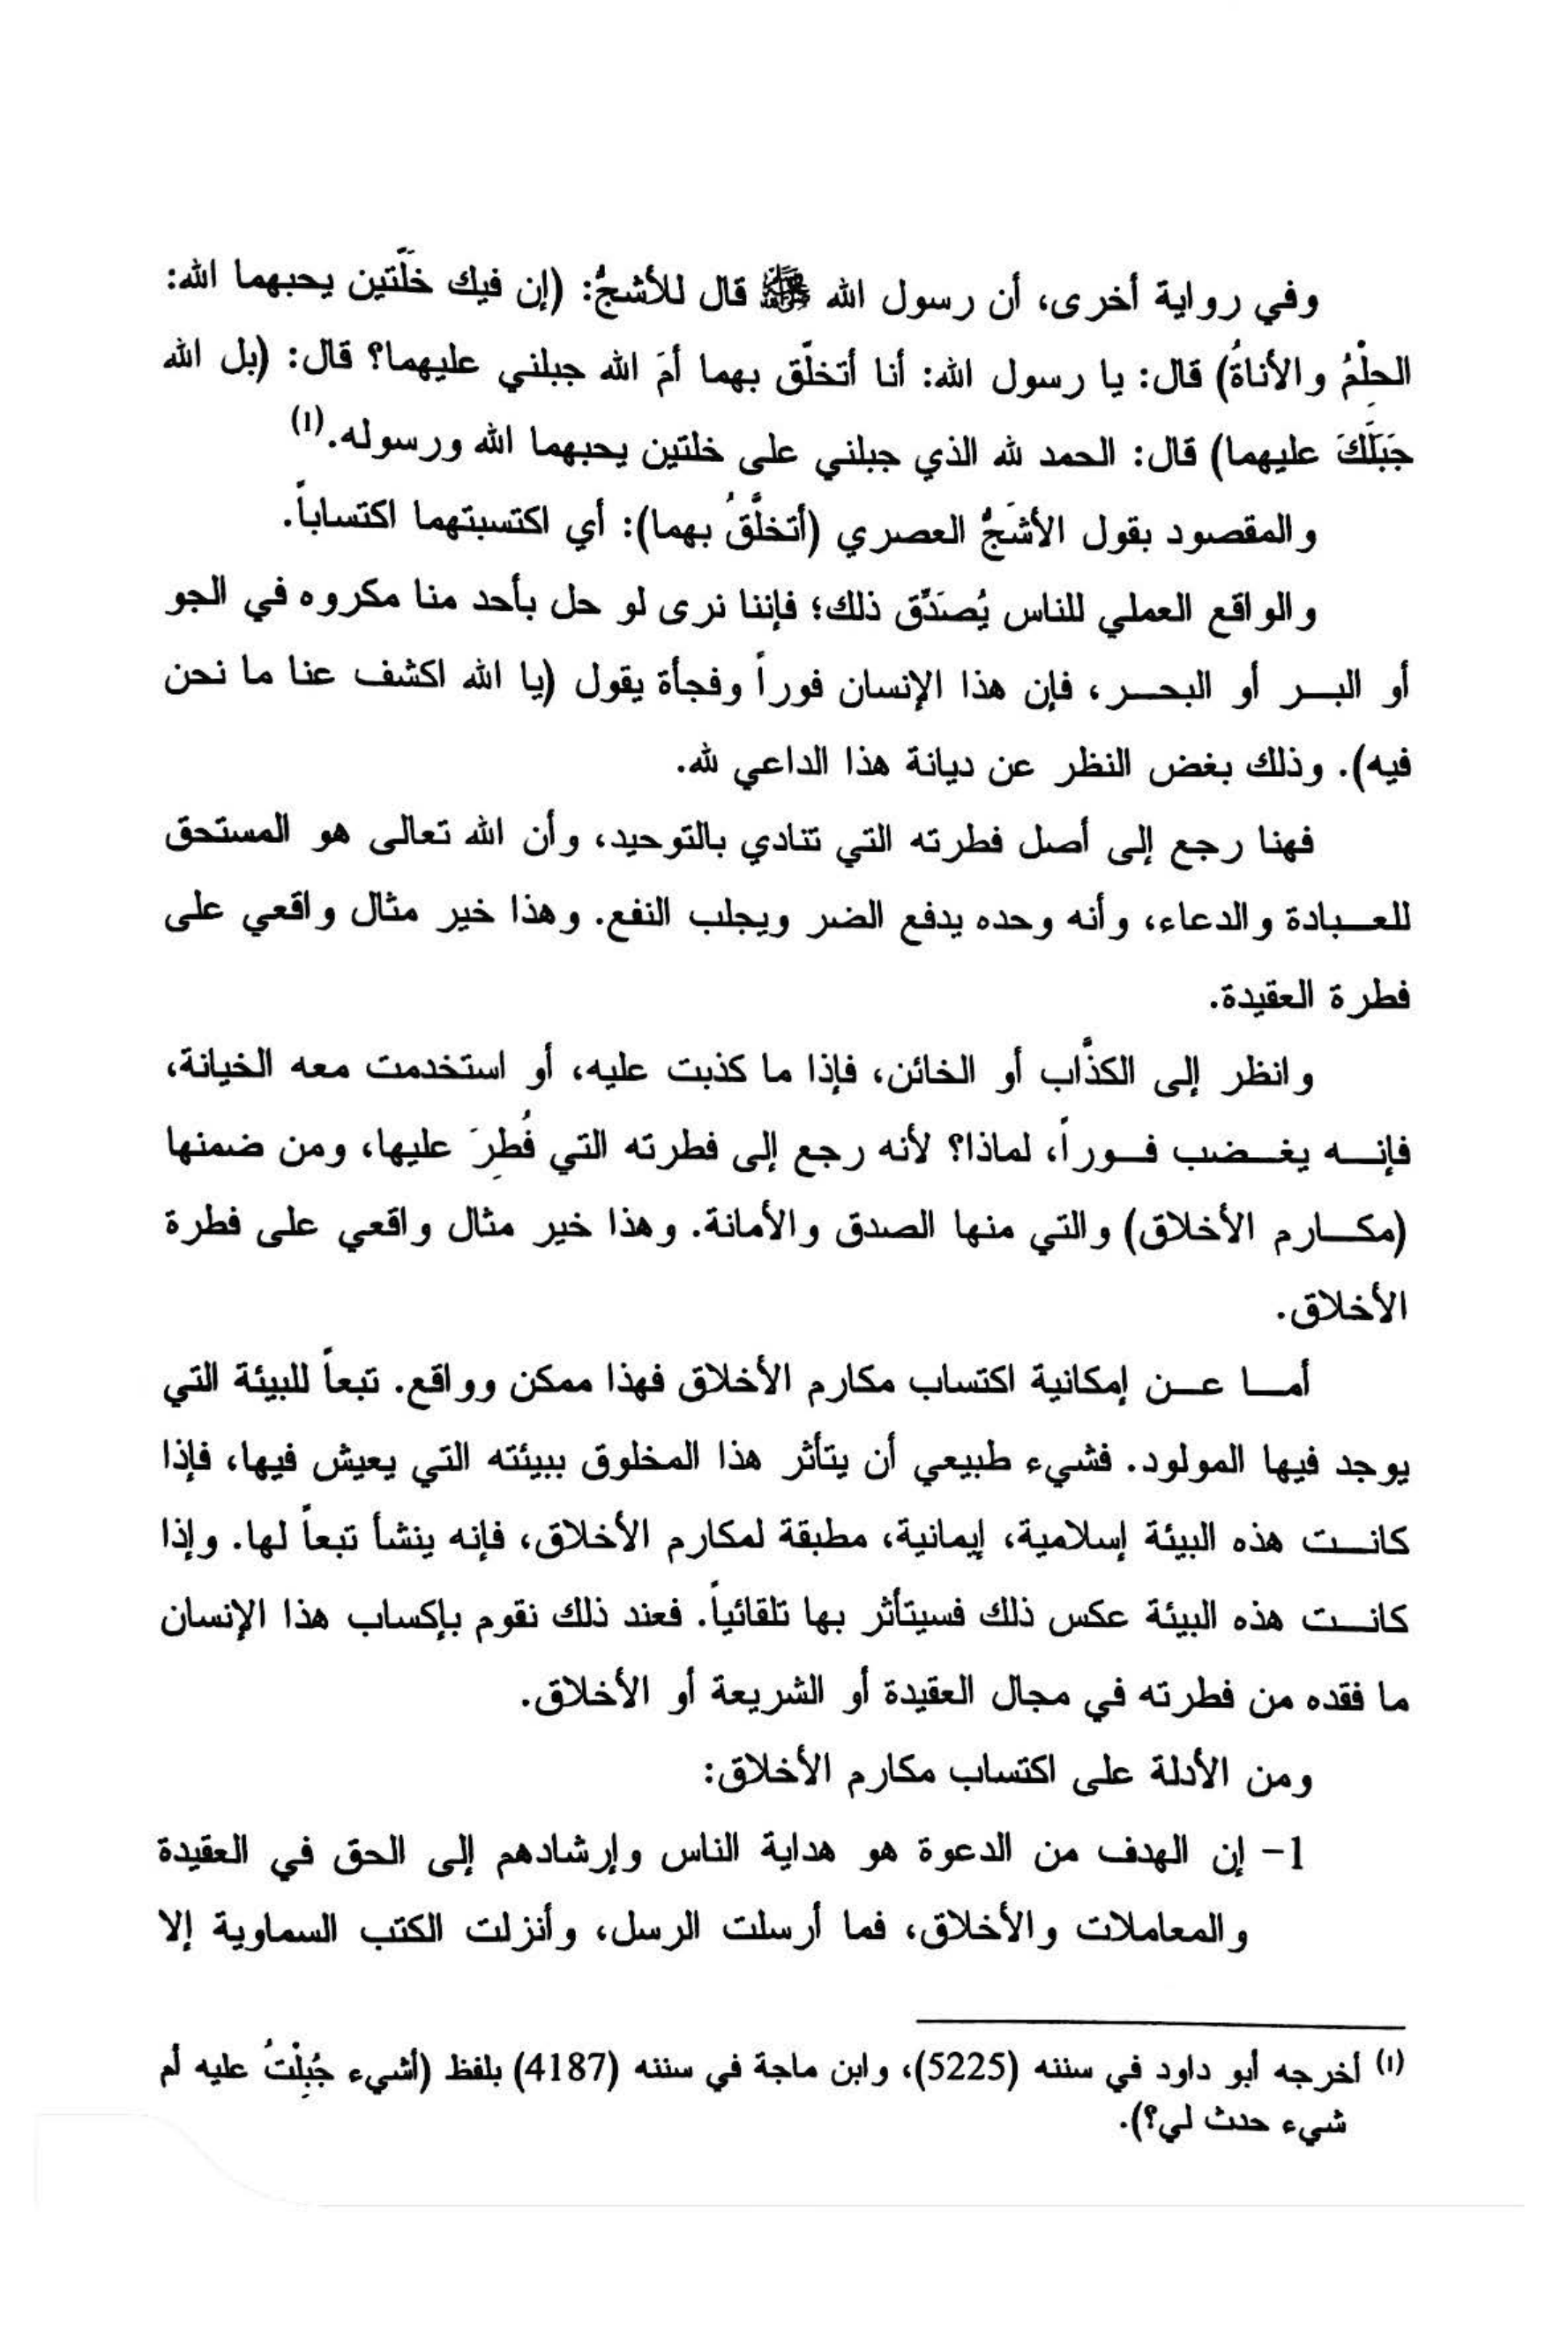 وفي رواية أخرى، أن رسول الله ﷺ قال للأشجُّ: (إن فيك خلَّتين يحبهما الله:
الحِلْمُ والأناةُ) قال: يا رسول الله: أنا أتخلَّق بهما أمَ الله جبلني عليهما؟ قال: (بل الله
جَبَلَكَ عليهما) قال: الحمد لله الذي جبلني على خلتين يحبهما الله ورسوله.(١)
والمقصود بقول الأشَجُّ العصري (أتخلَّقُ بهما): أي اكتسبتهما اكتساباً.
والواقع العملي للناس يُصَدِّق ذلك؛ فإننا نرى لو حل بأحد منا مكروه في الجو
أو البـر أو البحـر، فإن هذا الإنسان فوراً وفجأة يقول (يا الله اكشف عنا ما نحن
فيه). وذلك بغض النظر عن ديانة هذا الداعي لله.
فهنا رجع إلى أصل فطرته التي تنادي بالتوحيد، وأن الله تعالى هو المستحق
للعـبادة والدعاء، وأنه وحده يدفع الضر ويجلب النفع. وهذا خير مثال واقعي على
فطرة العقيدة.
وانظر إلى الكذَّاب أو الخائن، فإذا ما كذبت عليه، أو استخدمت معه الخيانة،
فإنـه يغـضب فـوراً، لماذا؟ لأنه رجع إلى فطرته التي فُطِرَ عليها، ومن ضمنها
(مكـارم الأخلاق) والتي منها الصدق والأمانة. وهذا خير مثال واقعي على فطرة
الأخلاق.
أمـا عـن إمكانية اكتساب مكارم الأخلاق فهذا ممكن وواقع. تبعاً للبيئة التي
يوجد فيها المولود. فشيء طبيعي أن يتأثر هذا المخلوق ببيئته التي يعيش فيها، فإذا
كانـت هذه البيئة إسلامية، إيمانية، مطبقة لمكارم الأخلاق، فإنه ينشأ تبعاً لها. وإذا
كانـت هذه البيئة عكس ذلك فسيتأثر بها تلقائياً. فعند ذلك نقوم بإكساب هذا الإنسان
ما فقده من فطرته في مجال العقيدة أو الشريعة أو الأخلاق.
ومن الأدلة على اكتساب مكارم الأخلاق:
1- إن الهدف من الدعوة هو هداية الناس وإرشادهم إلى الحق في العقيدة
والمعاملات والأخلاق، فما أرسلت الرسل، وأنزلت الكتب السماوية إلا
(١) أخرجه أبو داود في سننه (5225)، وابن ماجة في سننه (4187) بلفظ (أشيء جُبِلْتُ عليه أم
شيء حدث لي؟).